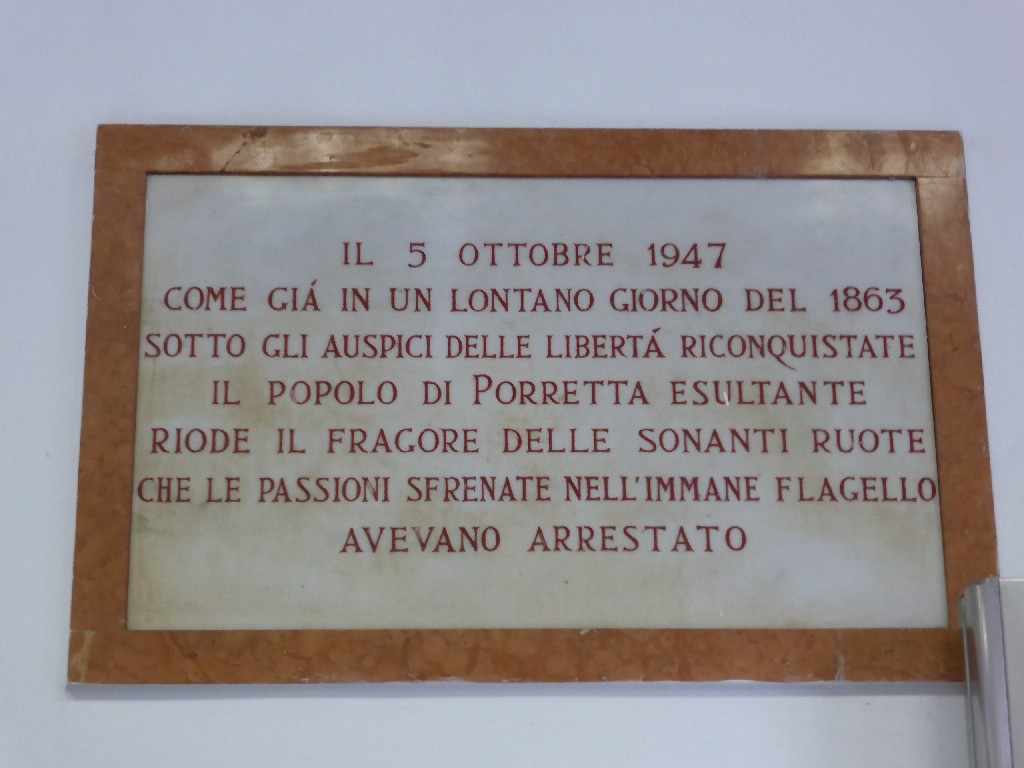 IL 5 OTTOBRE 1947
COME GIÁ IN UN LONTANO GIORNO DEL 1863
SOTTO GLI AUSPICI DELLE LIBERTÁ RICONQUISTATE
IL POPOLO DI PORRETTA ESULTANTE
RIODE IL FRAGORE DELLE SONANTI RUOTE
CHE LE PASSIONI SFRENATE NELL'IMMANE FLAGELLO
AVEVANO ARRESTATO